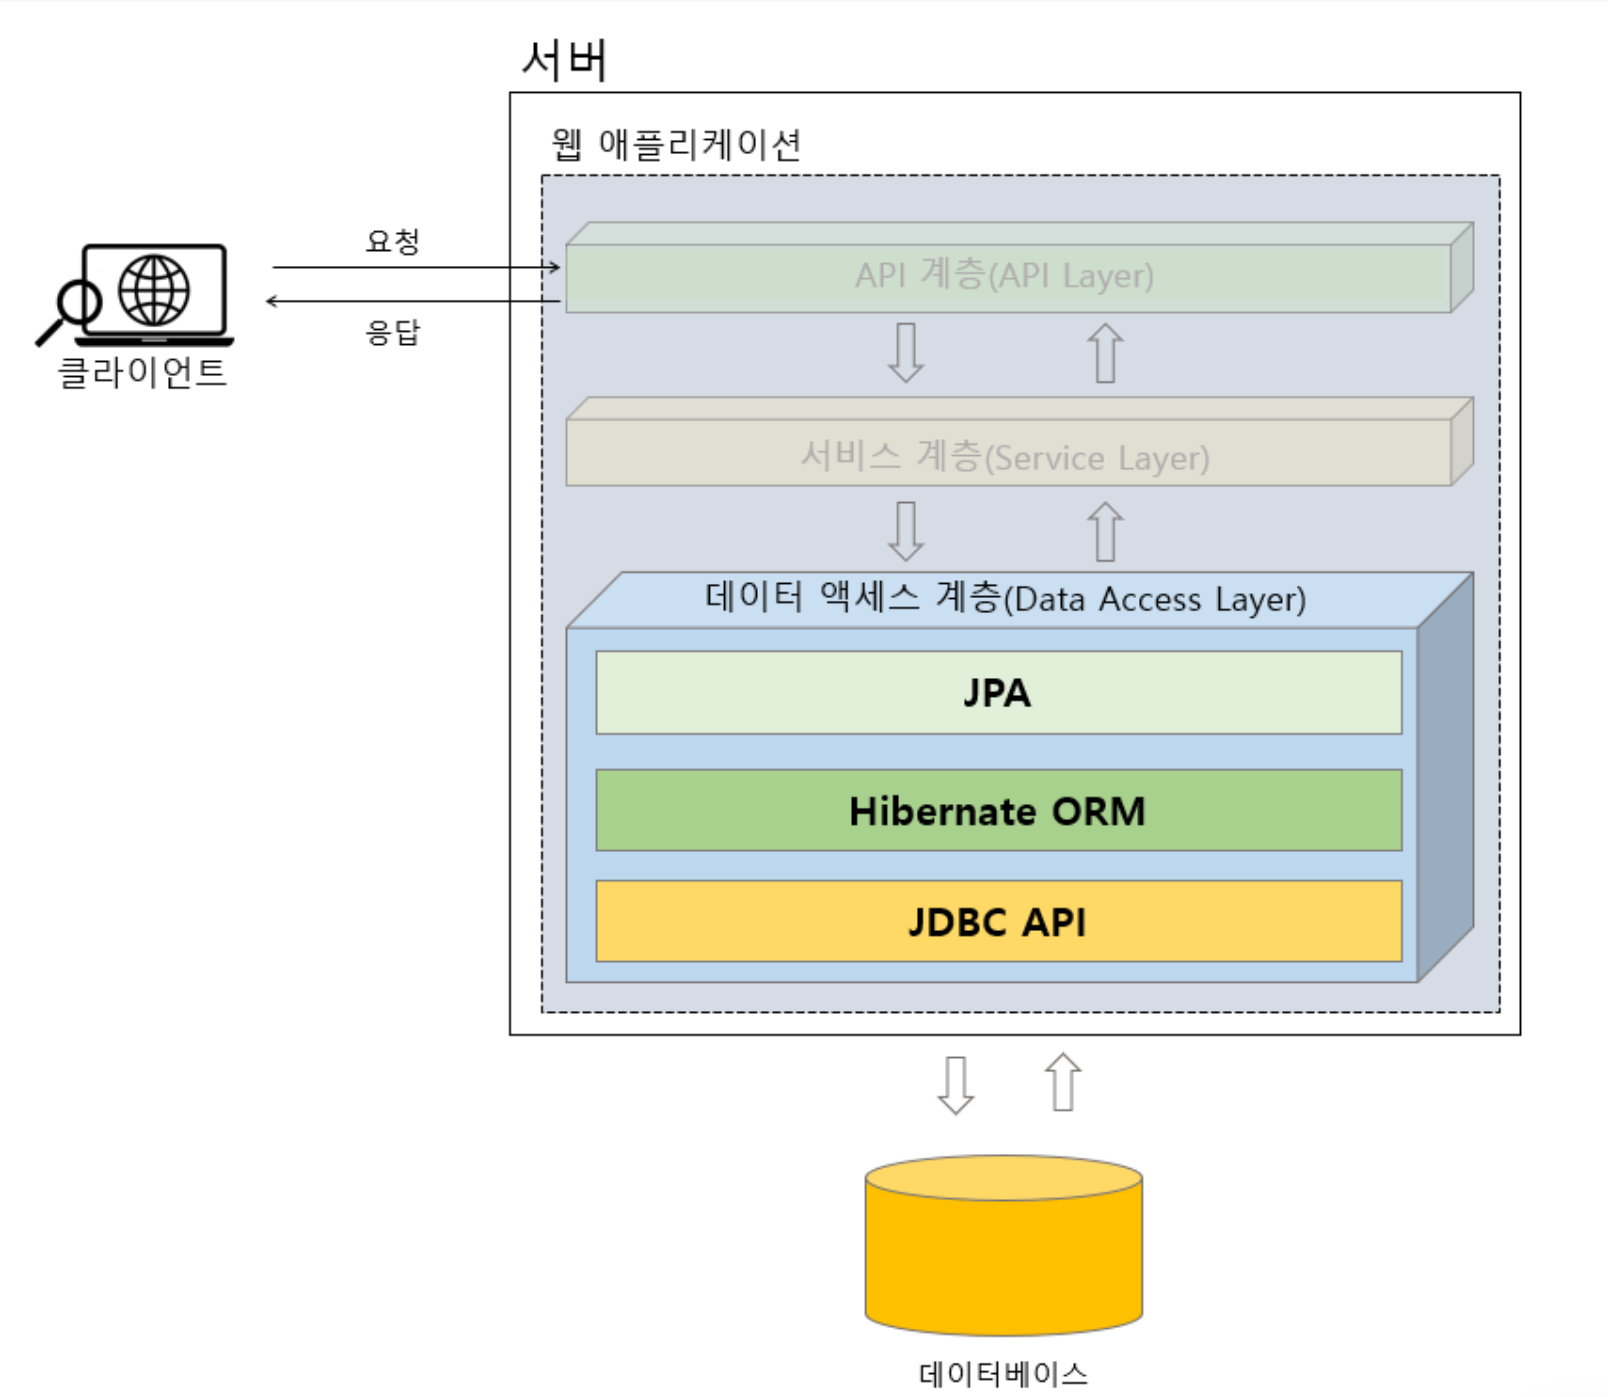 서버
웹 애플리케이션
요청
응답
클라이언트
API 계층(API Layer)
서비스 계층(Service Layer)
데이터 액세스 계층(Data Access Layer)
JPA
Hibernate ORM
JDBC API
데이터베이스